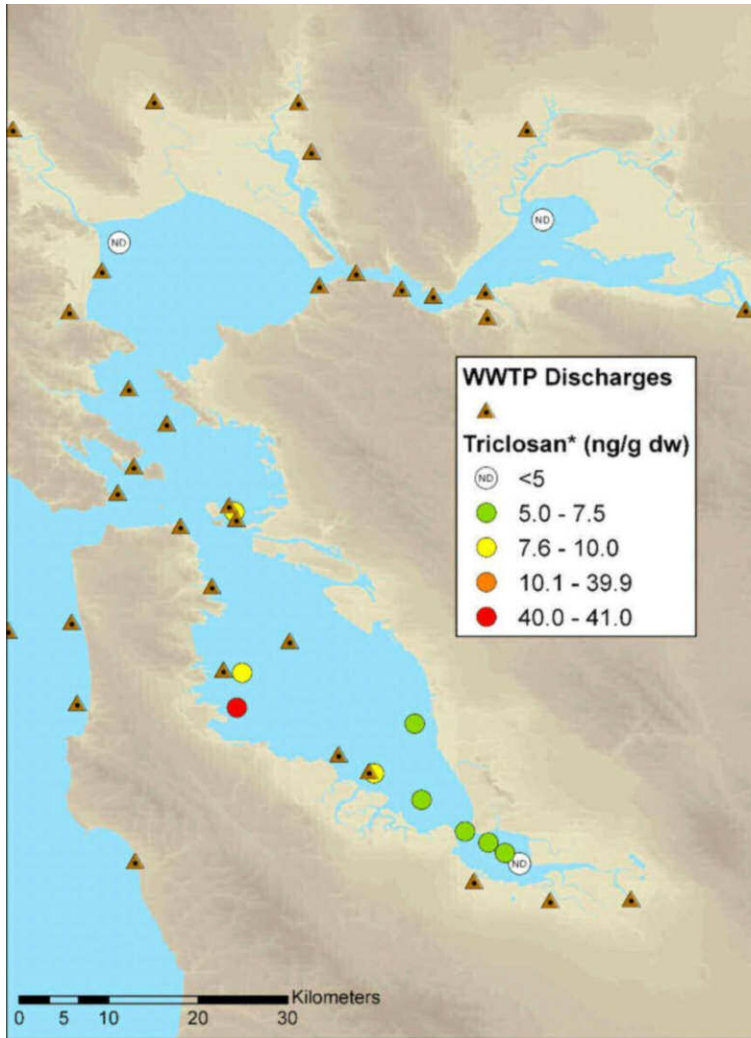 ND
ND
WWTP Discharges
Triclosan* (ng/g dw)
ND <5
5.0 - 7.5
7.6 - 10.0
10.1 - 39.9
40.0 - 41.0
ND
Kilometers
0 5 10 20 30